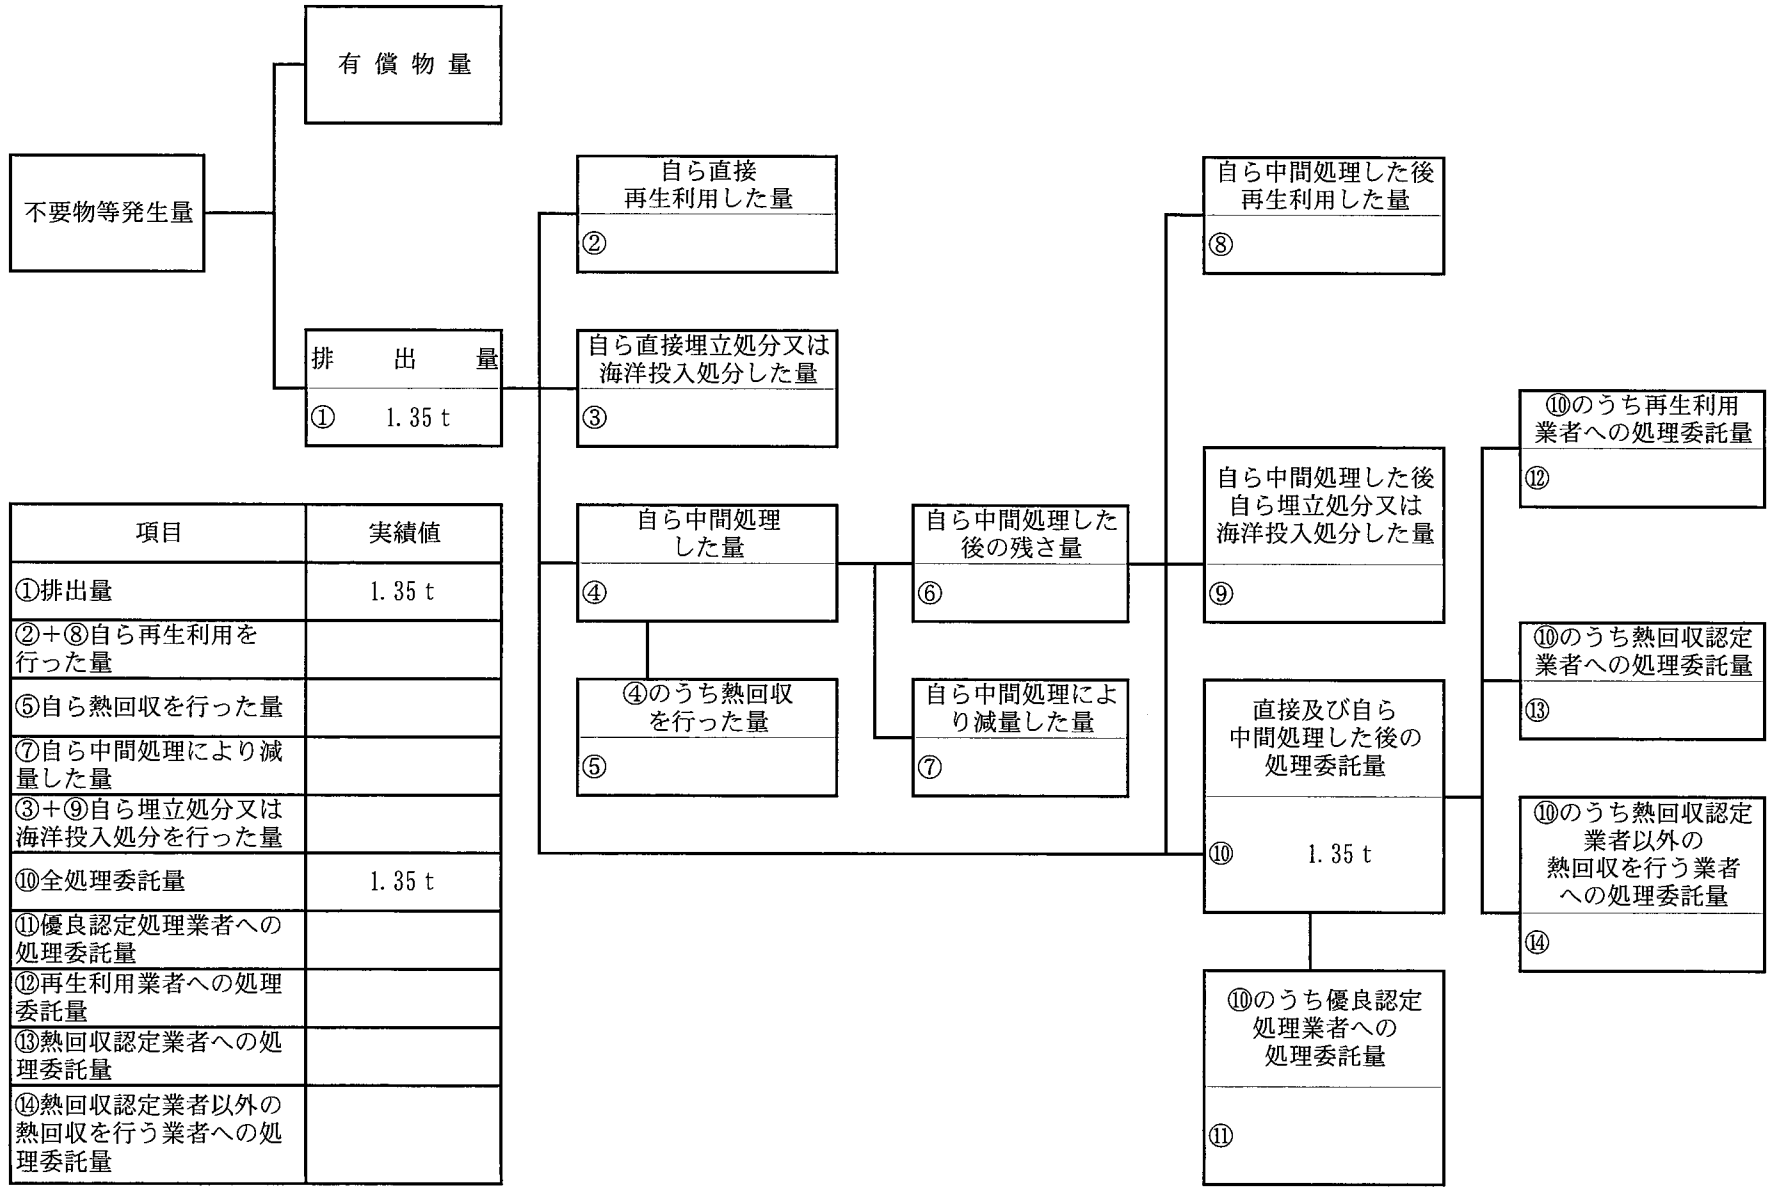 有償物量
不要物等発生量
排出量
① 1.35 t
自ら直接
再生利用した量
②
自ら直接埋立処分又は
海洋投入処分した量
③
自ら中間処理
した量
④
④のうち熱回収
を行った量
⑤
自ら中間処理した
後の残さ量
⑥
自ら中間処理によ
り減量した量
⑦
自ら中間処理した後
再生利用した量
⑧
自ら中間処理した後
自ら埋立処分又は
海洋投入処分した量
⑨
直接及び自ら
中間処理した後の
処理委託量
⑩ 1.35 t
⑩のうち優良認定
処理業者への
処理委託量
⑪
⑩のうち再生利用
業者への処理委託量
⑫
⑩のうち熱回収認定
業者への処理委託量
⑬
⑩のうち熱回収認定
業者以外の
熱回収を行う業者
への処理委託量
⑭
項目 実績値
①排出量 1.35 t
②+⑧自ら再生利用を
行った量
⑤自ら熱回収を行った量
⑦自ら中間処理により減
量した量
③+⑨自ら埋立処分又は
海洋投入処分を行った量
⑩全処理委託量 1.35 t
⑪優良認定処理業者への
処理委託量
⑫再生利用業者への処理
委託量
⑬熱回収認定業者への処
理委託量
⑭熱回収認定業者以外の
熱回収を行う業者への処
理委託量